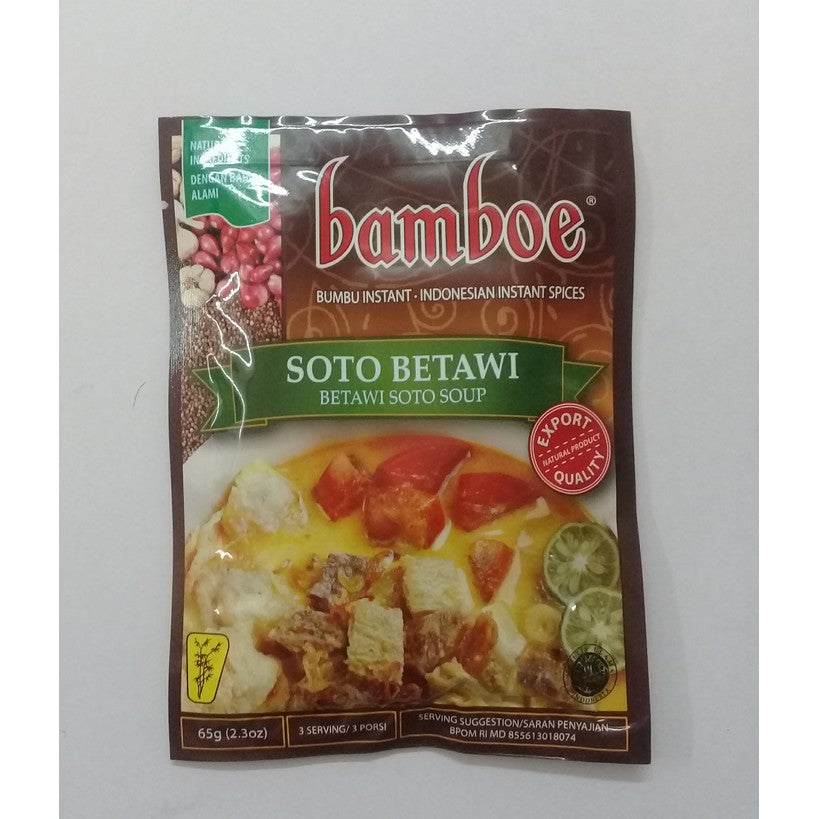 NATURAL
INGREDIENTS
DENGAN BAHAN
ALAMI
bamboe®
BUMBU INSTANT · INDONESIAN INSTANT SPICES
SOTO BETAWI
BETAWI SOTO SOUP
EXPORT
NATURAL PRODUCT
QUALITY
INDONESIA
65g (2.3oz)
3 SERVING/ 3 PORSI
SERVING SUGGESTION/SARAN PENYAJIAN
BPOM RI MD 855613018074